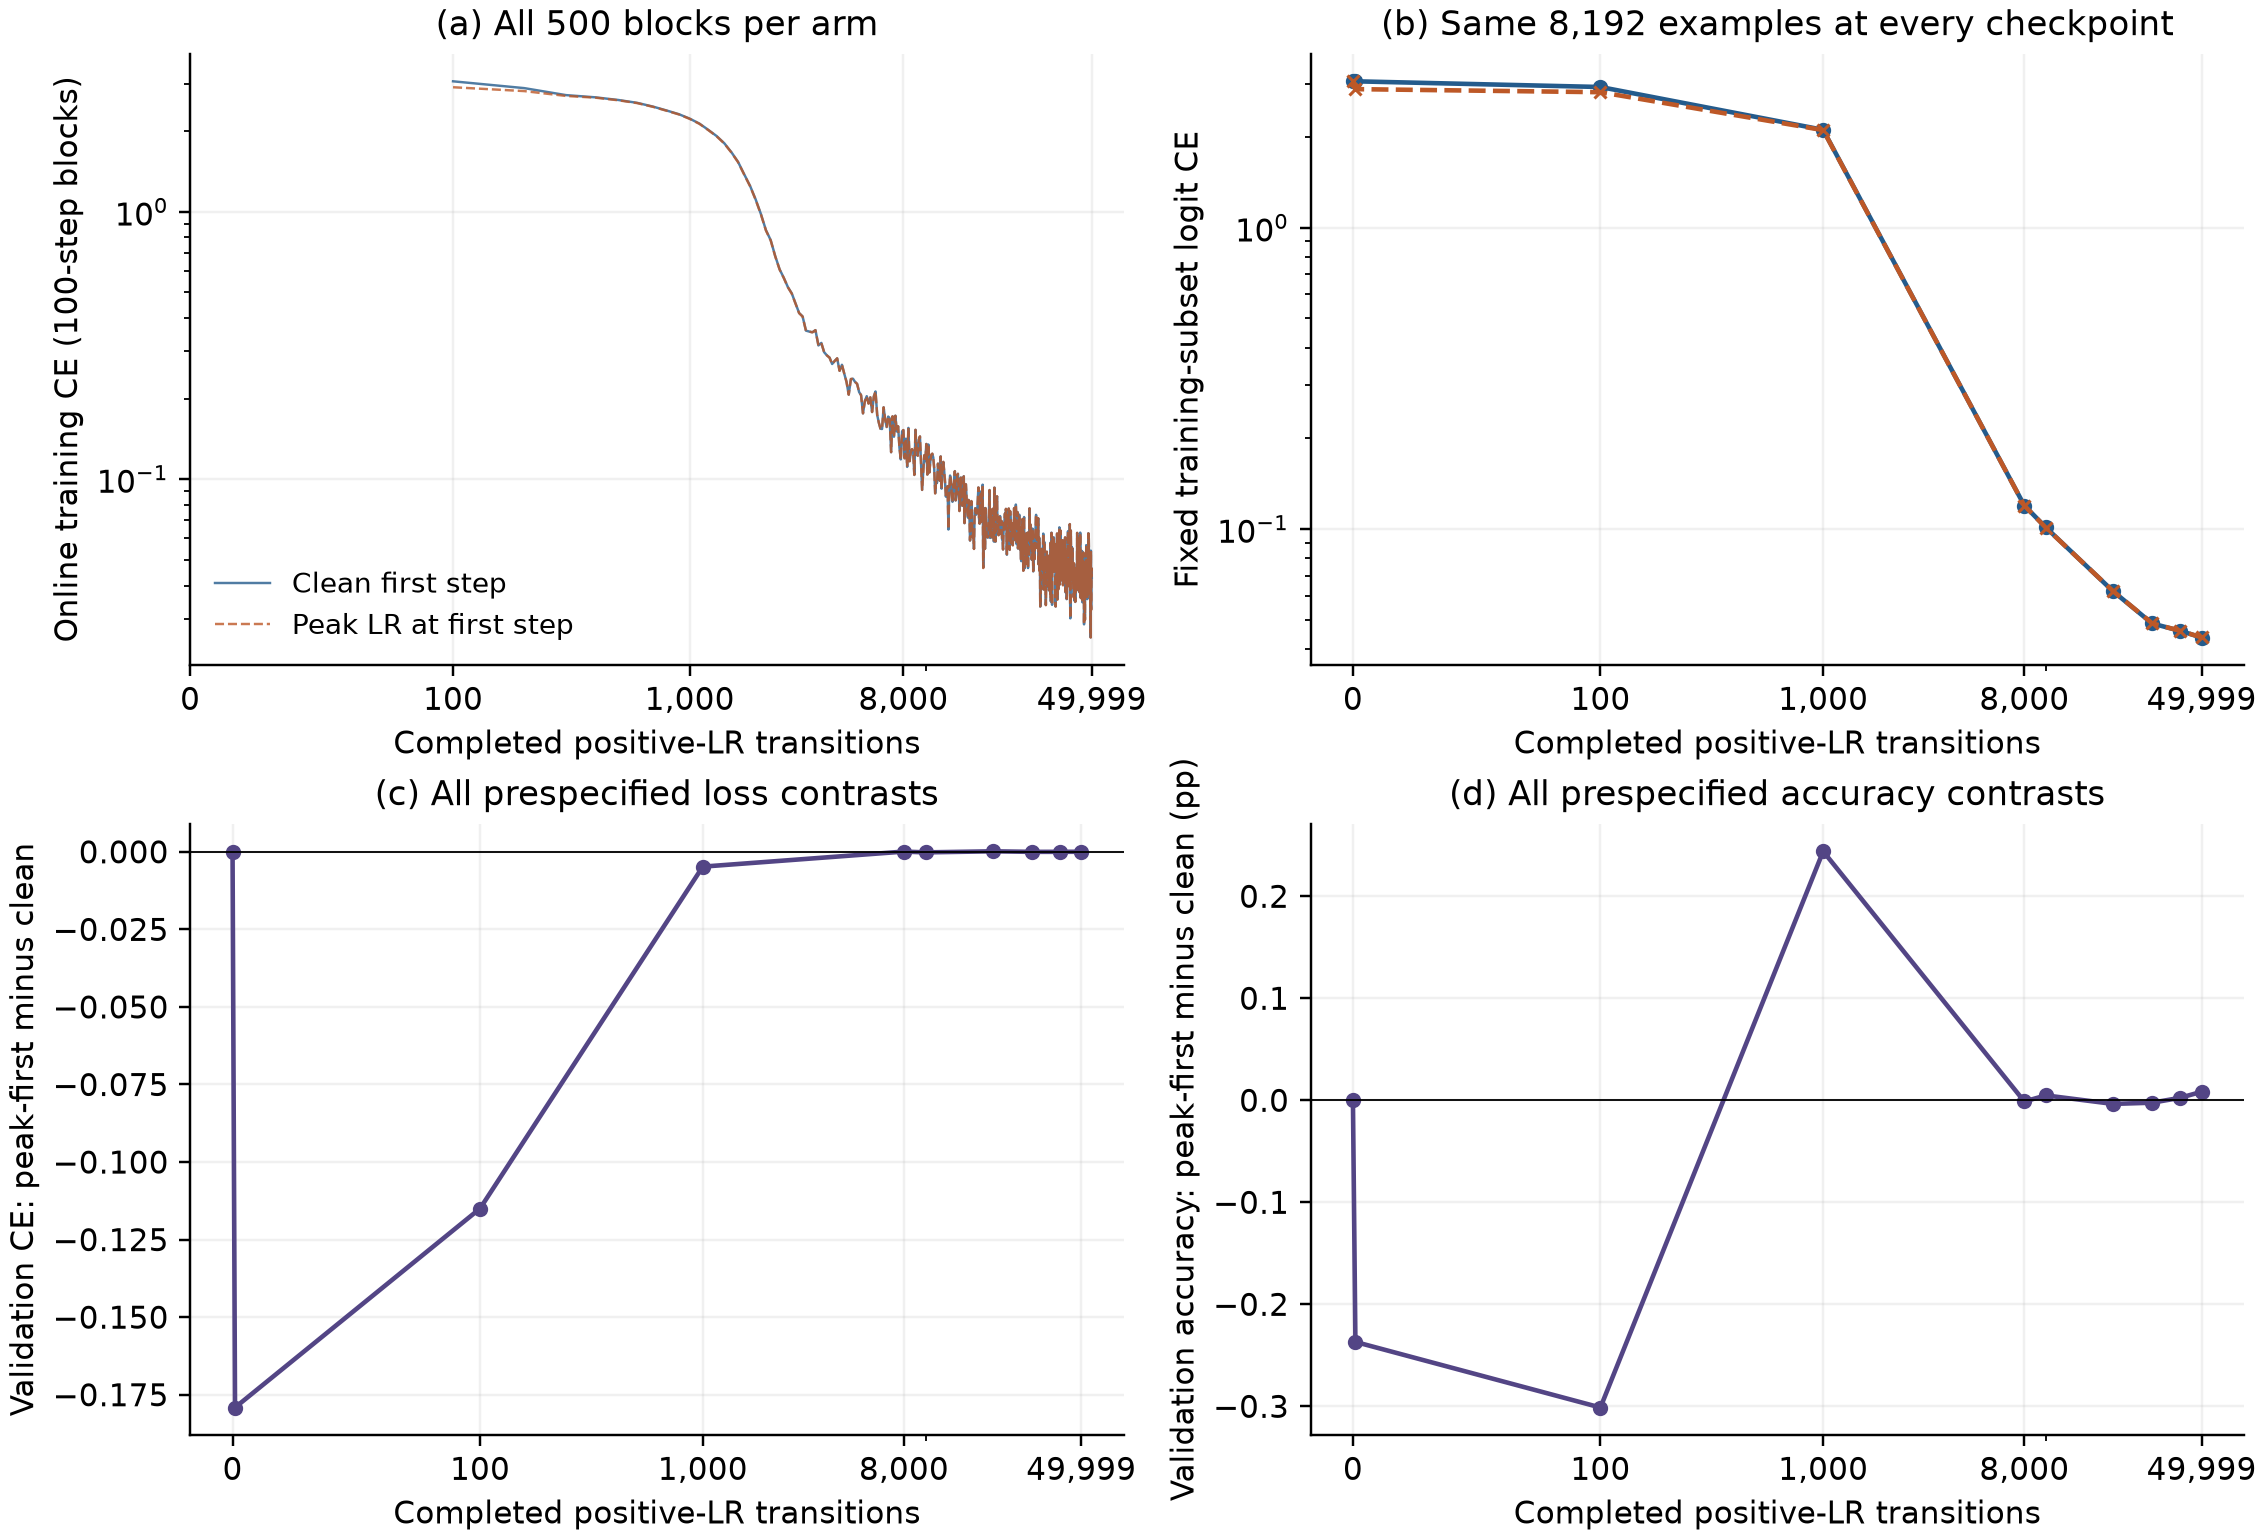 (a) All 500 blocks per arm
Online training CE (100-step blocks)
10⁰
10⁻¹
Clean first step
Peak LR at first step
0
100
1,000
8,000
49,999
Completed positive-LR transitions
(b) Same 8,192 examples at every checkpoint
Fixed training-subset logit CE
10⁰
10⁻¹
0
100
1,000
8,000
49,999
Completed positive-LR transitions
(c) All prespecified loss contrasts
Validation CE: peak-first minus clean
0.000
−0.025
−0.050
−0.075
−0.100
−0.125
−0.150
−0.175
0
100
1,000
8,000
49,999
Completed positive-LR transitions
(d) All prespecified accuracy contrasts
Validation accuracy: peak-first minus clean (pp)
0.2
0.1
0.0
−0.1
−0.2
−0.3
0
100
1,000
8,000
49,999
Completed positive-LR transitions